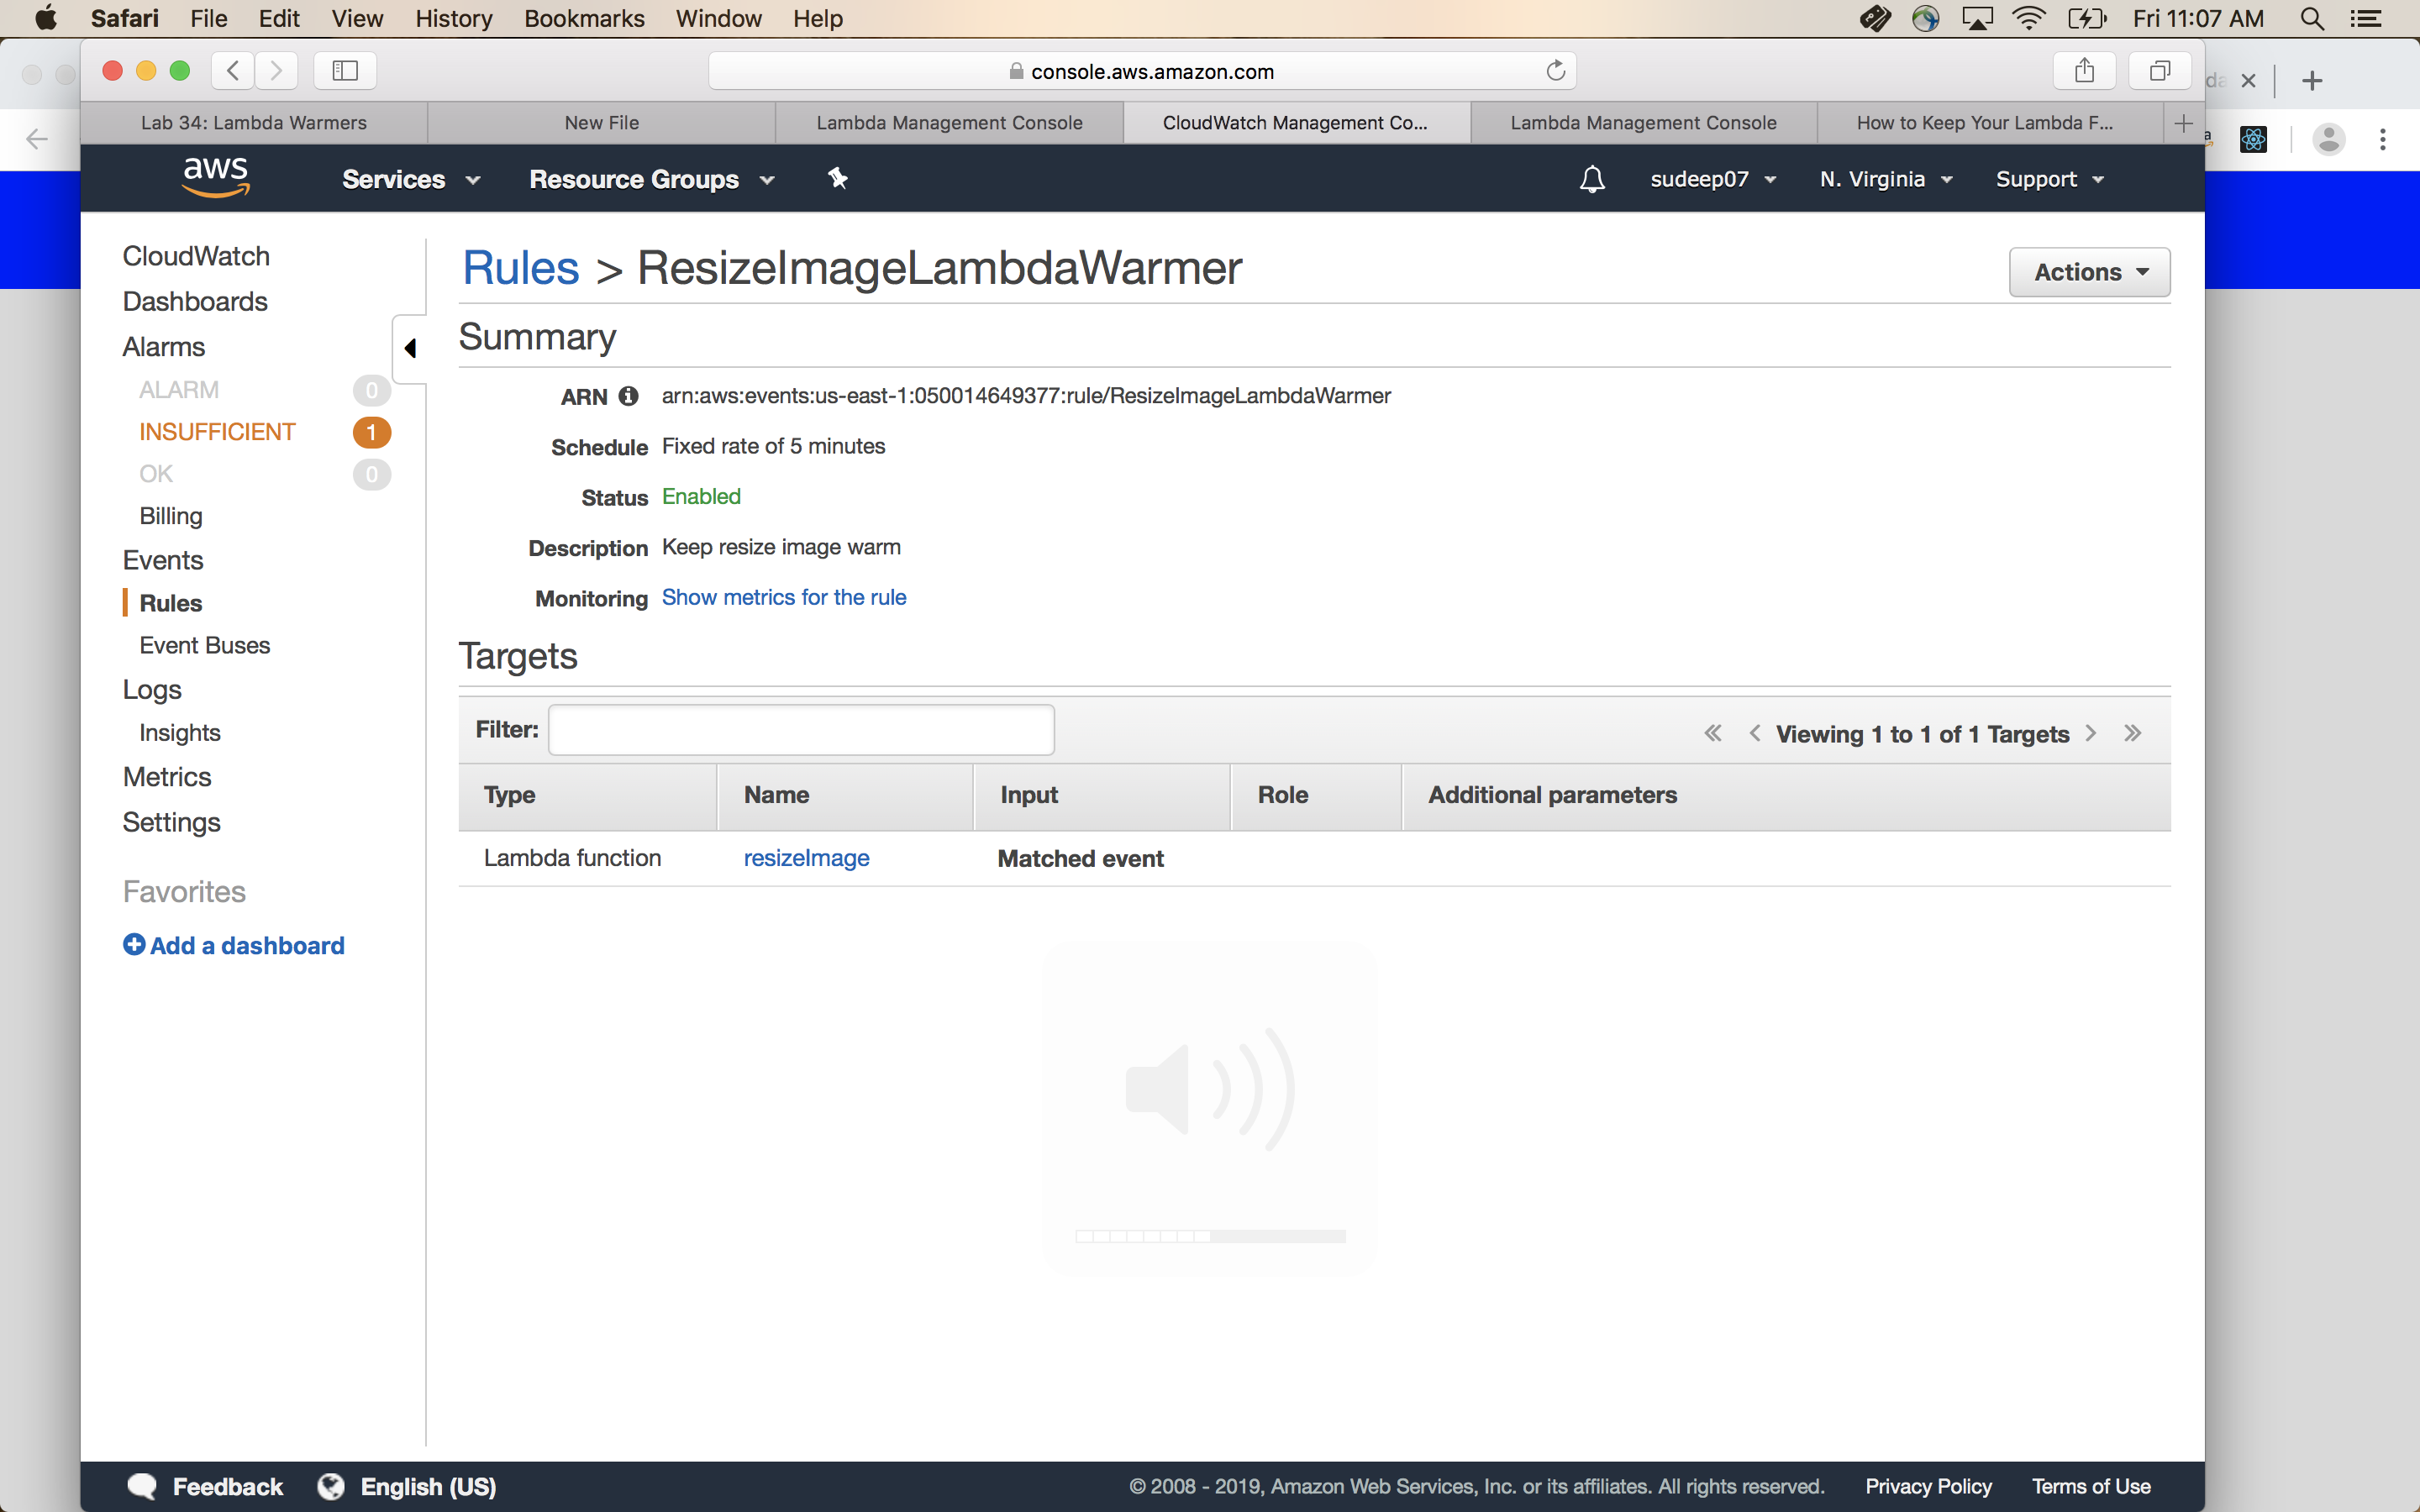 Safari File Edit View History Bookmarks Window Help Fri 11:07 AM
console.aws.amazon.com
Lab 34: Lambda Warmers New File Lambda Management Console CloudWatch Management Co... Lambda Management Console How to Keep Your Lambda F...
aws Services Resource Groups sudeep07 N. Virginia Support
CloudWatch
Dashboards
Alarms
ALARM 0
INSUFFICIENT 1
OK 0
Billing
Events
Rules
Event Buses
Logs
Insights
Metrics
Settings
Favorites
Add a dashboard
Rules > ResizeImageLambdaWarmer
Actions
Summary
ARN arn:aws:events:us-east-1:050014649377:rule/ResizeImageLambdaWarmer
Schedule Fixed rate of 5 minutes
Status Enabled
Description Keep resize image warm
Monitoring Show metrics for the rule
Targets
Filter: « < Viewing 1 to 1 of 1 Targets > »
Type Name Input Role Additional parameters
Lambda function resizeImage Matched event
Feedback English (US) © 2008 - 2019, Amazon Web Services, Inc. or its affiliates. All rights reserved. Privacy Policy Terms of Use